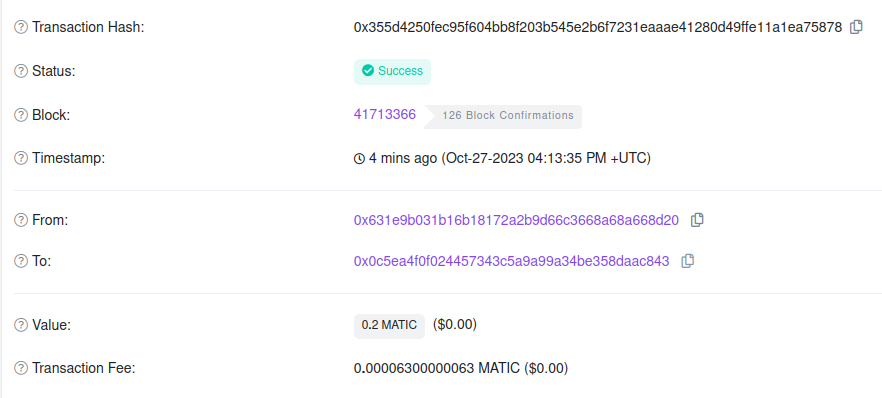 Transaction Hash: 0x355d4250fec95f604bb8f203b545e2b6f7231eaaae41280d49ffe11a1ea75878
Status: Success
Block: 41713366 126 Block Confirmations
Timestamp: 4 mins ago (Oct-27-2023 04:13:35 PM +UTC)
From: 0x631e9b031b16b18172a2b9d66c3668a68a668d20
To: 0x0c5ea4f0f024457343c5a9a99a34be358daac843
Value: 0.2 MATIC ($0.00)
Transaction Fee: 0.00006300000063 MATIC ($0.00)